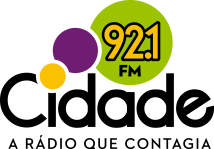 92.1
FM
Cidade
A RÁDIO QUE CONTAGIA